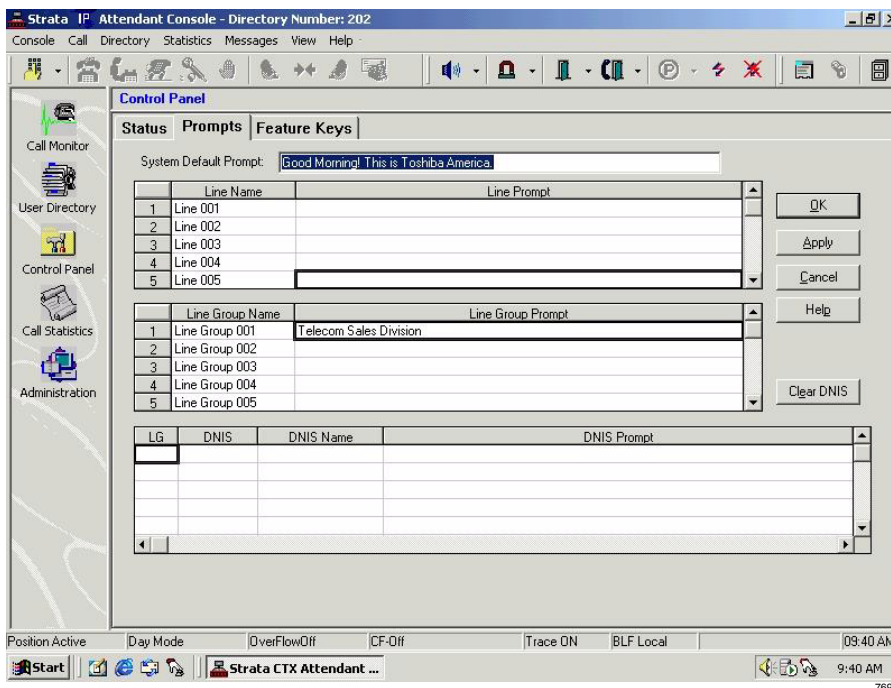 Strata IP Attendant Console - Directory Number: 202
Console Call Directory Statistics Messages View Help
Control Panel
Status Prompts Feature Keys
Call Monitor
User Directory
Control Panel
Call Statistics
Administration
System Default Prompt: Good Morning! This is Toshiba America.
Line Name Line Prompt
1 Line 001
2 Line 002
3 Line 003
4 Line 004
5 Line 005
OK
Apply
Cancel
Help
Line Group Name Line Group Prompt
1 Line Group 001 Telecom Sales Division
2 Line Group 002
3 Line Group 003
4 Line Group 004
5 Line Group 005
Clear DNIS
LG DNIS DNIS Name DNIS Prompt
Position Active Day Mode OverFlowOff CF-Off Trace ON BLF Local 09:40 AM
Start Strata CTX Attendant ... 9:40 AM
769